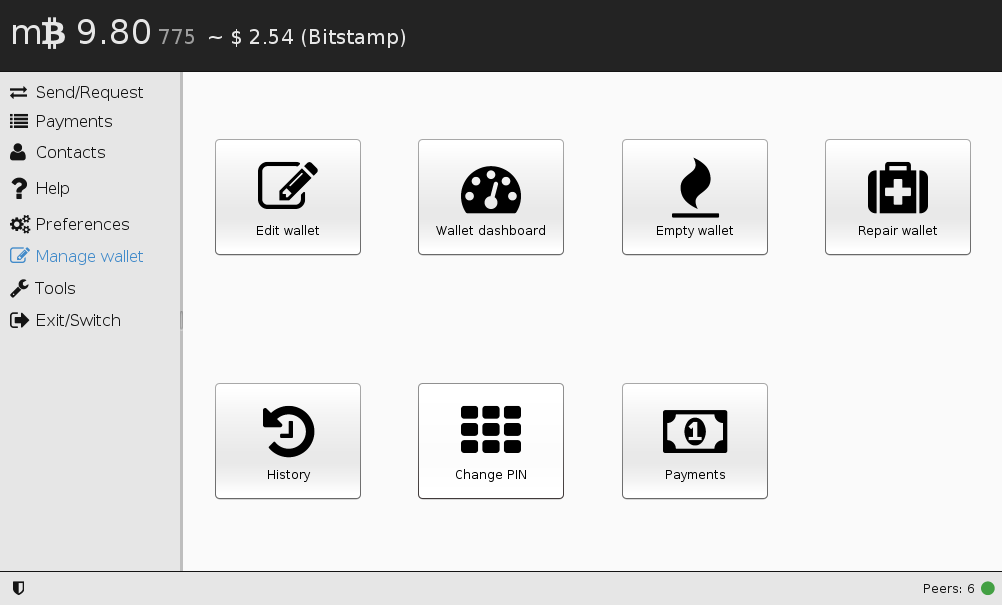 m₿ 9.80 775 ~ $ 2.54 (Bitstamp)
Send/Request
Payments
Contacts
Help
Preferences
Manage wallet
Tools
Exit/Switch
Edit wallet
Wallet dashboard
Empty wallet
Repair wallet
History
Change PIN
1
Payments
Peers: 6